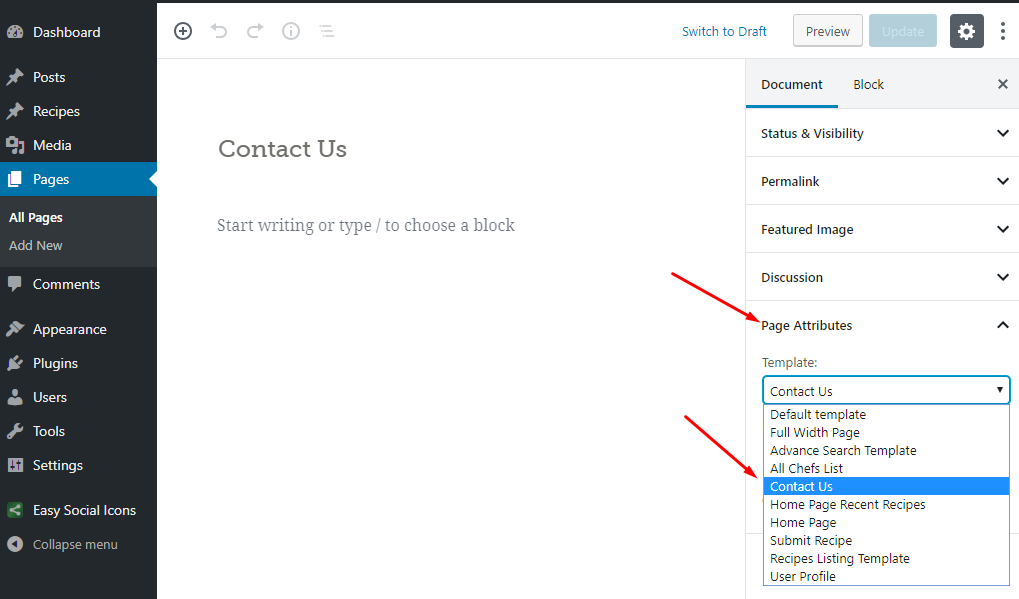 Dashboard
Posts
Recipes
Media
Pages
All Pages
Add New
Comments
Appearance
Plugins
Users
Tools
Settings
Easy Social Icons
Collapse menu
Switch to Draft
Preview
Update
Contact Us
Start writing or type / to choose a block
Document Block
Status & Visibility
Permalink
Featured Image
Discussion
Page Attributes
Template:
Contact Us
Default template
Full Width Page
Advance Search Template
All Chefs List
Contact Us
Home Page Recent Recipes
Home Page
Submit Recipe
Recipes Listing Template
User Profile